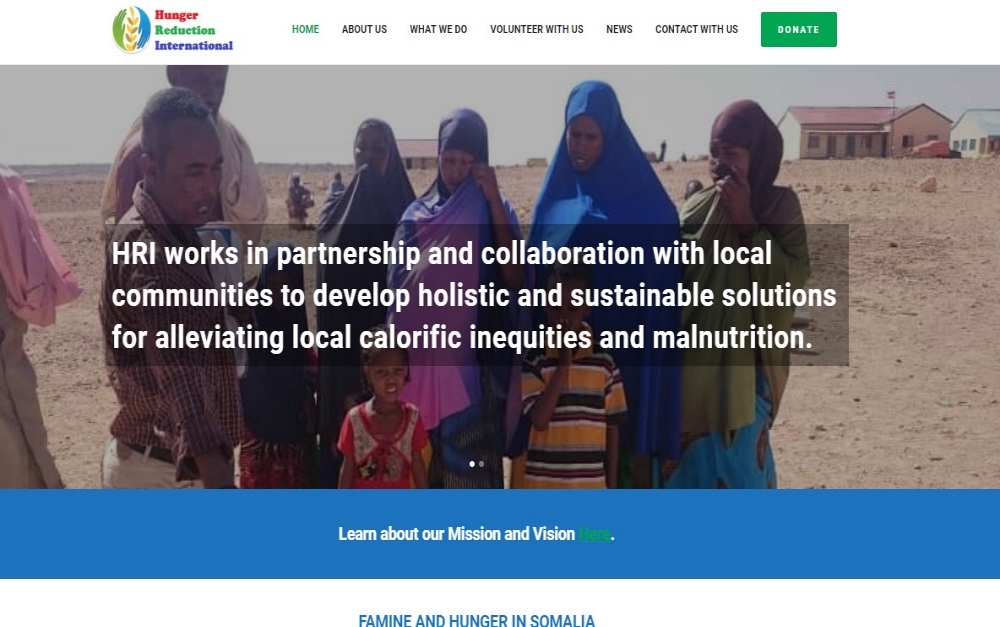 Hunger
Reduction
International
HOME ABOUT US WHAT WE DO VOLUNTEER WITH US NEWS CONTACT WITH US DONATE
HRI works in partnership and collaboration with local
communities to develop holistic and sustainable solutions
for alleviating local calorific inequities and malnutrition.
Learn about our Mission and Vision Here.
FAMINE AND HUNGER IN SOMALIA